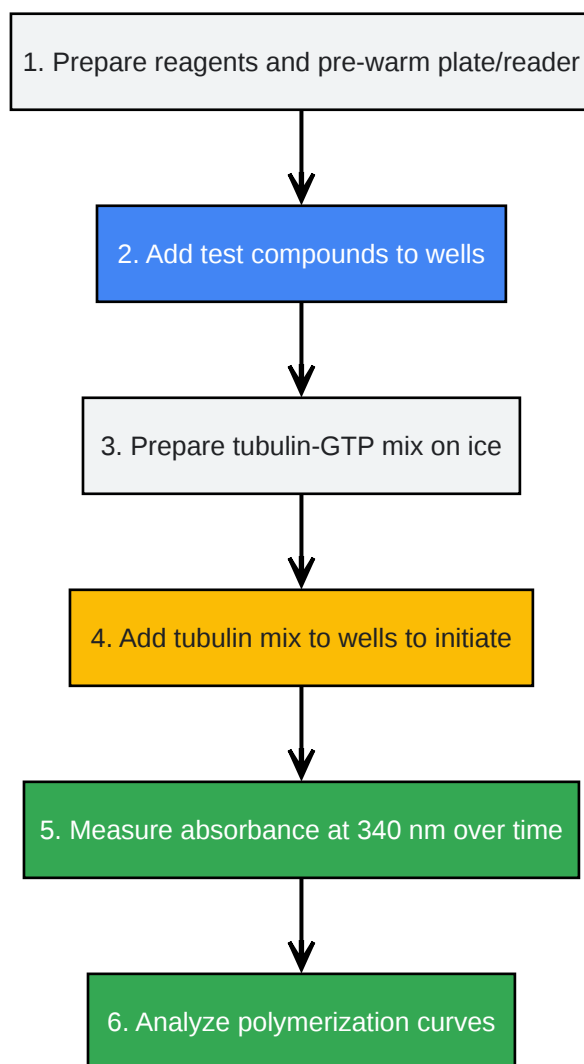 1. Prepare reagents and pre-warm plate/reader
2. Add test compounds to wells
3. Prepare tubulin-GTP mix on ice
4. Add tubulin mix to wells to initiate
5. Measure absorbance at 340 nm over time
6. Analyze polymerization curves